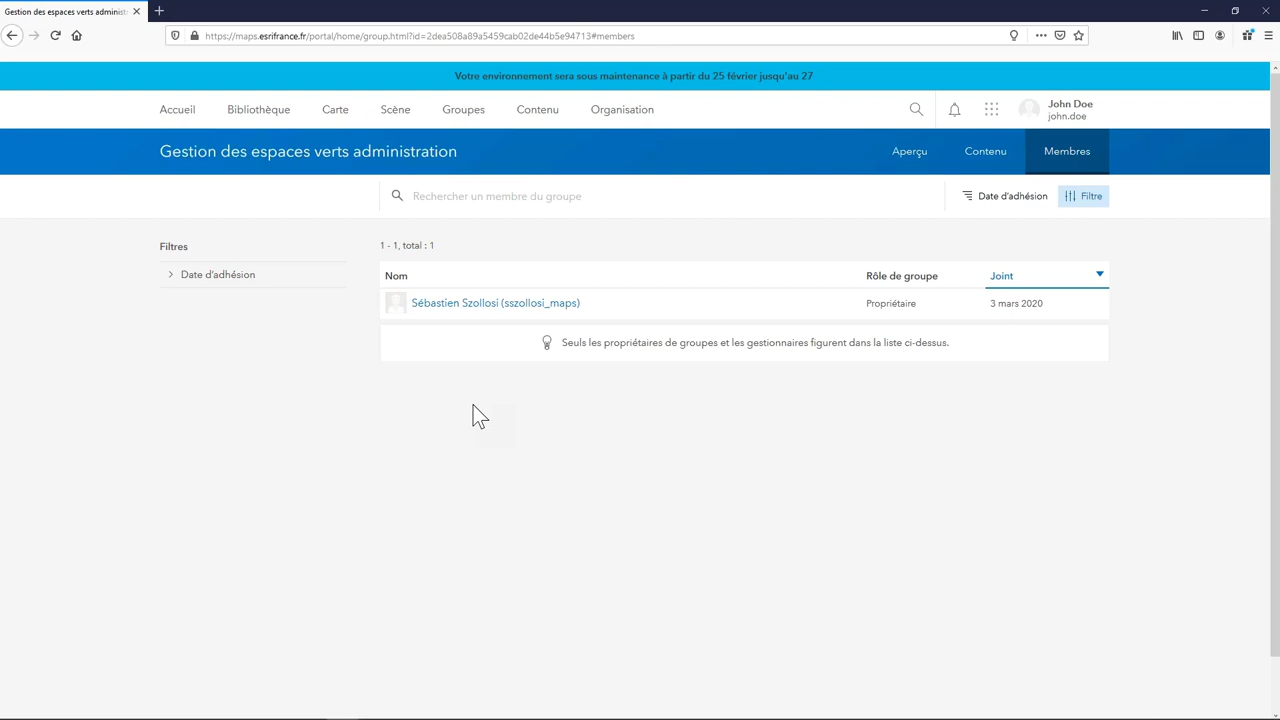 Gestion des espaces verts administr
https://maps.esrifrance.fr/portal/home/group.html?id=2dea508a89a5459cab02de44b5e94713#members
Votre environnement sera sous maintenance à partir du 25 février jusqu'au 27
Accueil Bibliothèque Carte Scène Groupes Contenu Organisation John Doe
john.doe
Gestion des espaces verts administration Aperçu Contenu Membres
Rechercher un membre du groupe Date d'adhésion Filtre
Filtres 1 - 1, total : 1
Date d'adhésion
Nom Rôle de groupe Joint
Sébastien Szollosi (sszollosi_maps) Propriétaire 3 mars 2020
Seuls les propriétaires de groupes et les gestionnaires figurent dans la liste ci-dessus.